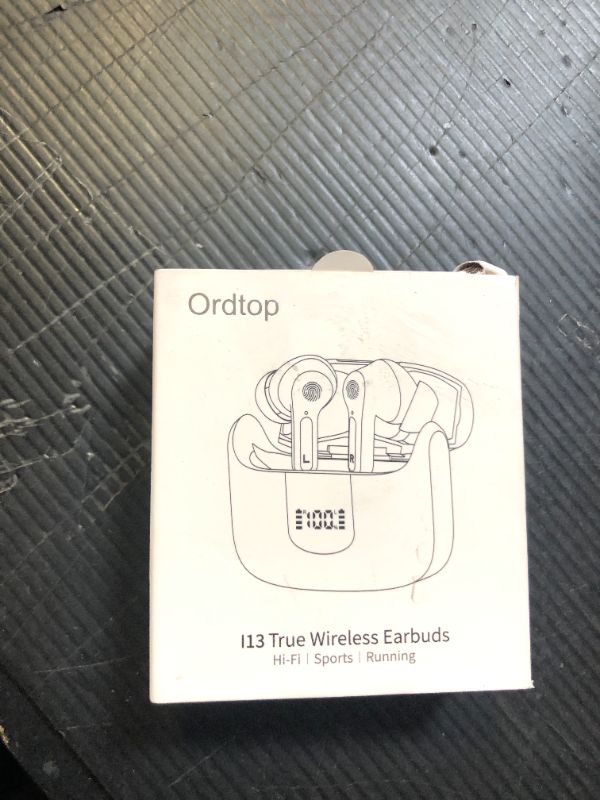 Ordtop
L R
100%
I13 True Wireless Earbuds
Hi-Fi | Sports | Running